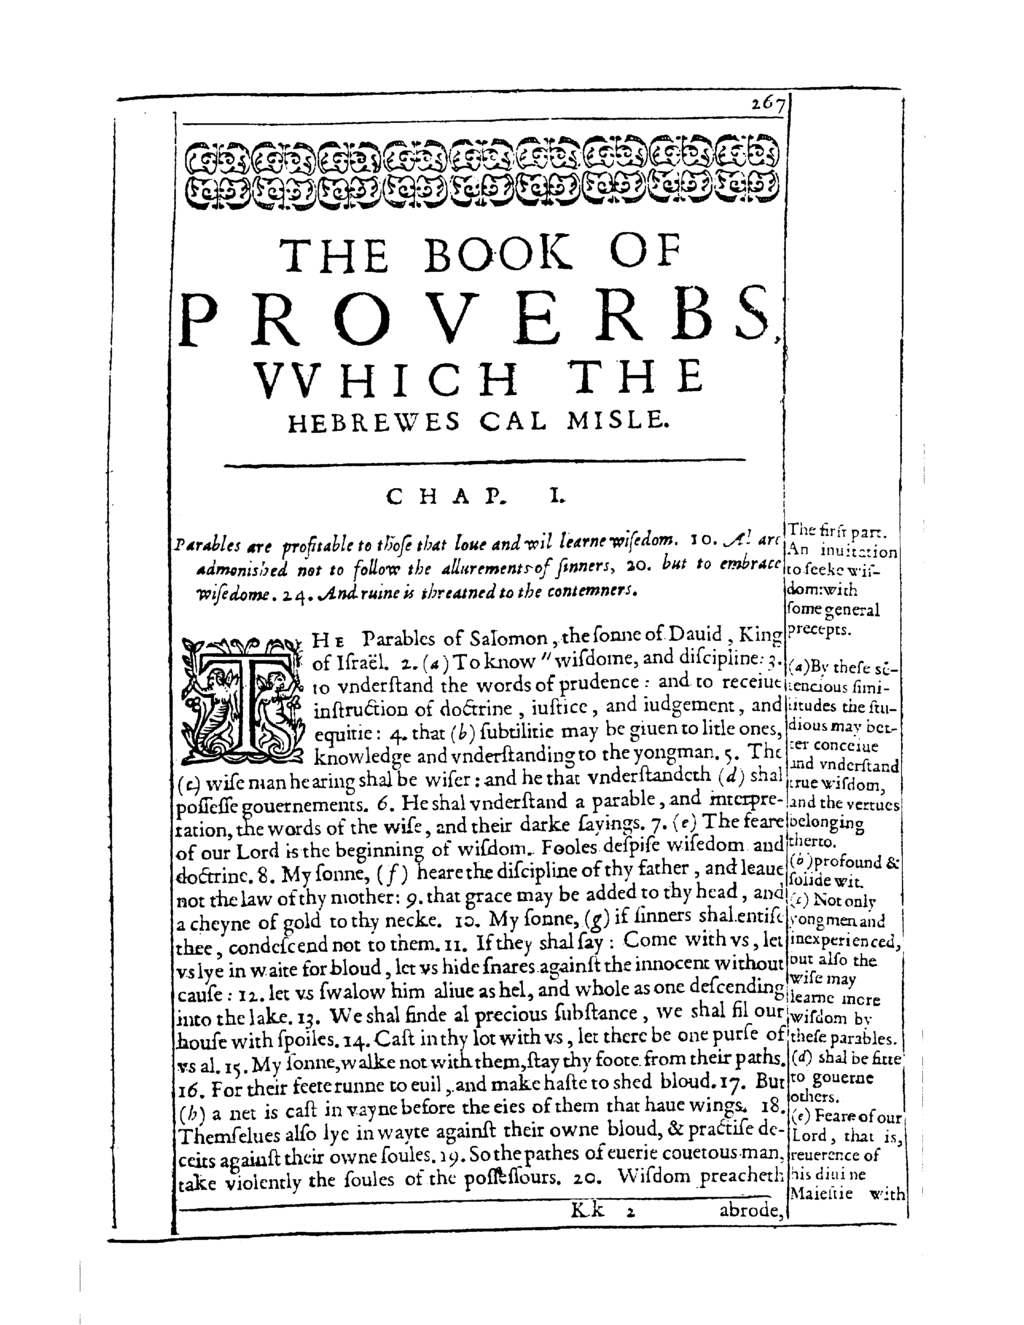 267
THE BOOK OF
PROVERBS,
VVHICH THE
HEBREWES CAL MISLE.
CHAP. I.
Parables are profitable to thoſe that loue and wil learne wiſedom. 10. Al are
admonished not to follow the allurements of ſinners, 20. but to embrace
wiſedome. 24. And ruine is threatned to the contemners.
THE Parables of Salomon, the ſonne of Dauid, King
of Iſraël. 2. (a) To know " wiſdome, and diſcipline: 3.
to vnderſtand the words of prudence: and to receiue
inſtruction of doctrine, iuſtice, and iudgement, and
equitie: 4. that (b) ſubtilitie may be giuen to litle ones,
knowledge and vnderſtanding to the yongman. 5. The
(c) wiſe man hearing shal be wiſer: and he that vnderſtandeth (d) shal
poſſeſſe gouernements. 6. He shal vnderſtand a parable, and interpre-
tation, the words of the wiſe, and their darke ſayings. 7. (e) The feare
of our Lord is the beginning of wiſdom. Fooles deſpiſe wiſedom and
doctrine. 8. My ſonne, (f) heare the diſcipline of thy father, and leaue
not the law of thy mother: 9. that grace may be added to thy head, and
a cheyne of gold to thy necke. 10. My ſonne, (g) if ſinners shal entiſe
thee, condeſcend not to them. 11. If they shal ſay: Come with vs, let
vs lye in waite for bloud, let vs hide ſnares againſt the innocent without
cauſe: 12. let vs ſwalow him aliue as hel, and whole as one deſcending
into the lake. 13. We shal finde al precious ſubſtance, we shal fil our
houſe with ſpoiles. 14. Caſt in thy lot with vs, let there be one purſe of
vs al. 15. My ſonne, walke not with them, ſtay thy foote from their paths.
16. For their feete runne to euil, and make haſte to shed bloud. 17. But
(h) a net is caſt in vayne before the eies of them that haue wings. 18.
Themſelues alſo lye in wayte againſt their owne bloud, & practiſe de-
ceits againſt their owne ſoules. 19. So the pathes of euerie couetous man,
take violently the ſoules of the poſſeſſours. 20. Wiſdom preacheth
Kk 2 abrode,
The firſt part.
An inuitation
to ſeeke wiſ-
dom: with
ſome general
precepts.
(a) By theſe sē-
tencious ſimi-
litudes the ſtu-
dious may bet-
ter conceiue
and vnderſtand
true wiſdom,
and the vertues
belonging
therto.
(b) profound &
ſolide wit.
(c) Not only
yong men and
inexperienced,
but alſo the
wiſe may
learne more
wiſdom by
theſe parables.
(d) shal be fitte
to gouerne
others.
(e) Feare of our
Lord, that is,
reuerence of
his diuine
Maieſtie with